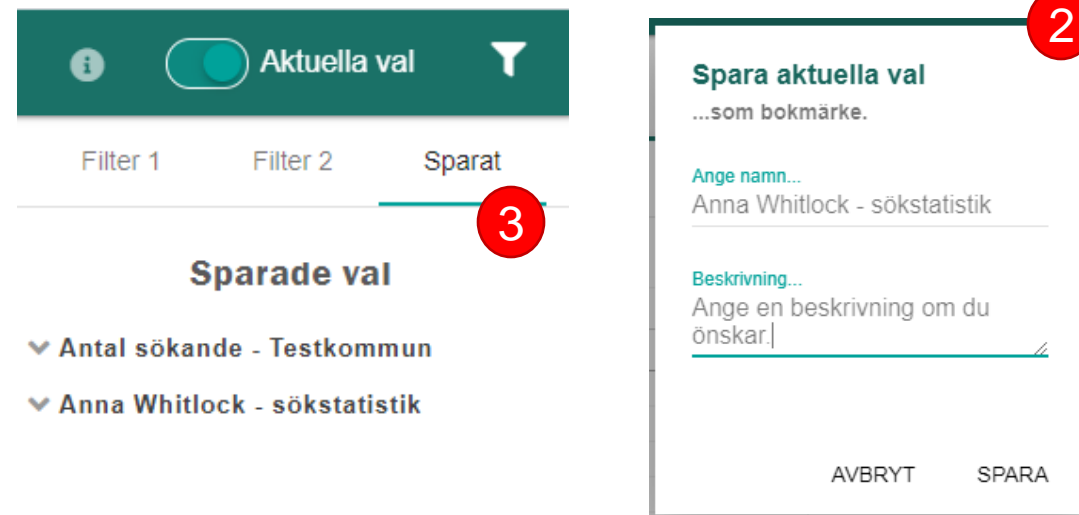 Aktuella val
Filter 1
Filter 2
Sparat
3
Sparade val
Antal sökande - Testkommun
Anna Whitlock - sökstatistik
2
Spara aktuella val
...som bokmärke.
Ange namn...
Anna Whitlock - sökstatistik
Beskrivning...
Ange en beskrivning om du
önskar.
AVBRYT
SPARA